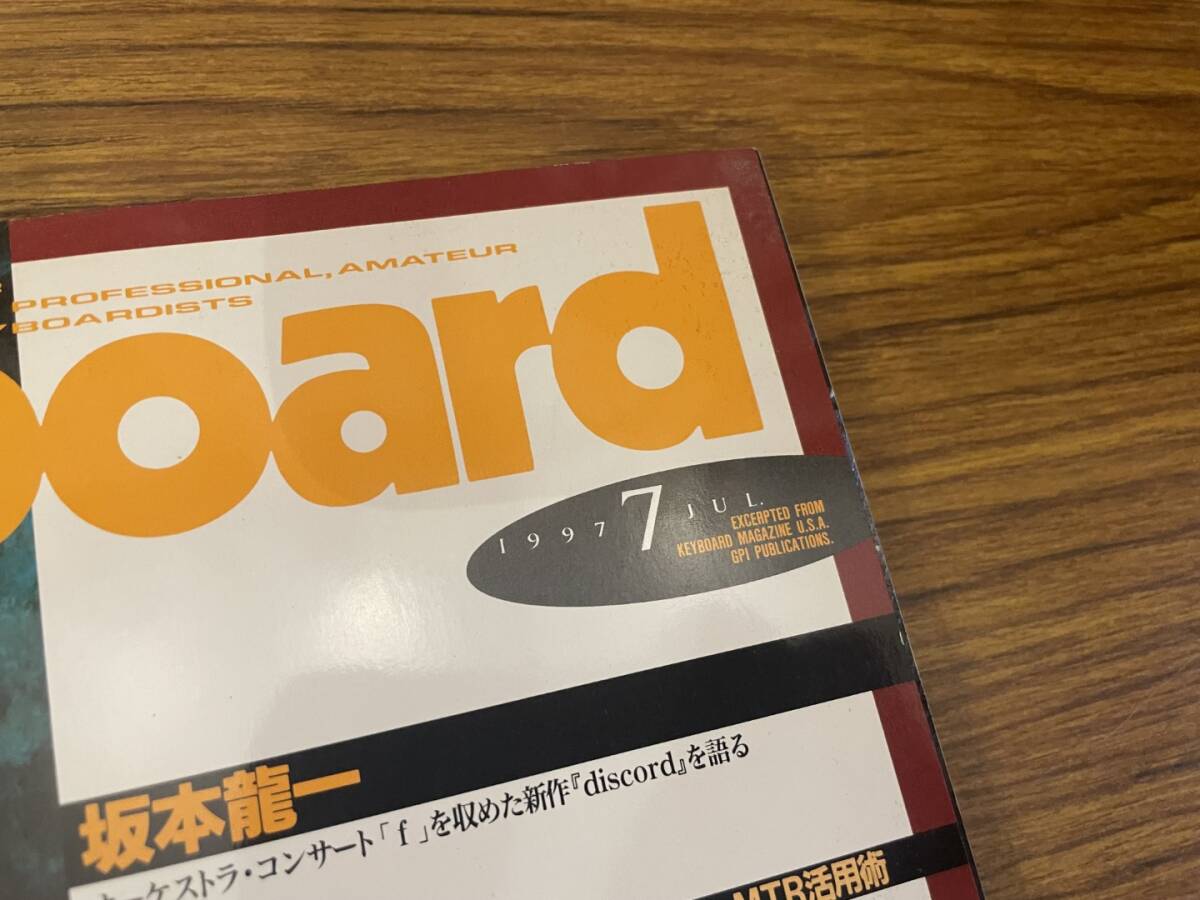 PROFESSIONAL, AMATEUR
BOARDISTS
board
1997 7 JUL.
EXCERPTED FROM
KEYBOARD MAGAZINE U.S.A.
GPI PUBLICATIONS.
坂本龍一
オーケストラ・コンサート「f」を収めた新作『discord』を語る
MTR活用術